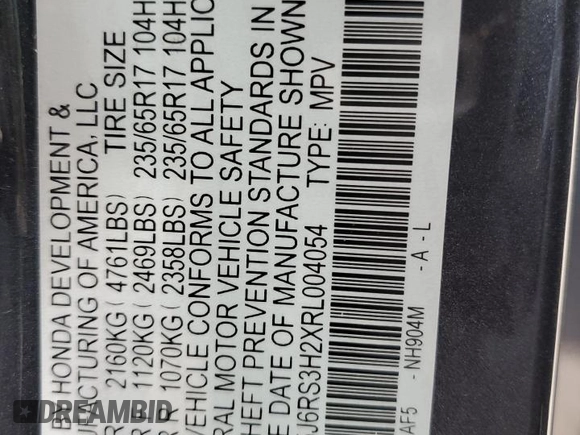 BY HONDA DEVELOPMENT &
ACTURING OF AMERICA, LLC
2160KG ( 4761LBS) TIRE SIZE
R 1120KG ( 2469LBS) 235/65R17 104H
R R 1070KG ( 2358LBS) 235/65R17 104H
VEHICLE CONFORMS TO ALL APPLIC
RAL MOTOR VEHICLE SAFETY
HEFT PREVENTION STANDARDS IN
E DATE OF MANUFACTURE SHOWN
J6RS3H2XRL004054 TYPE: MPV
AF5 - NH904M - A - L
DREAMBID